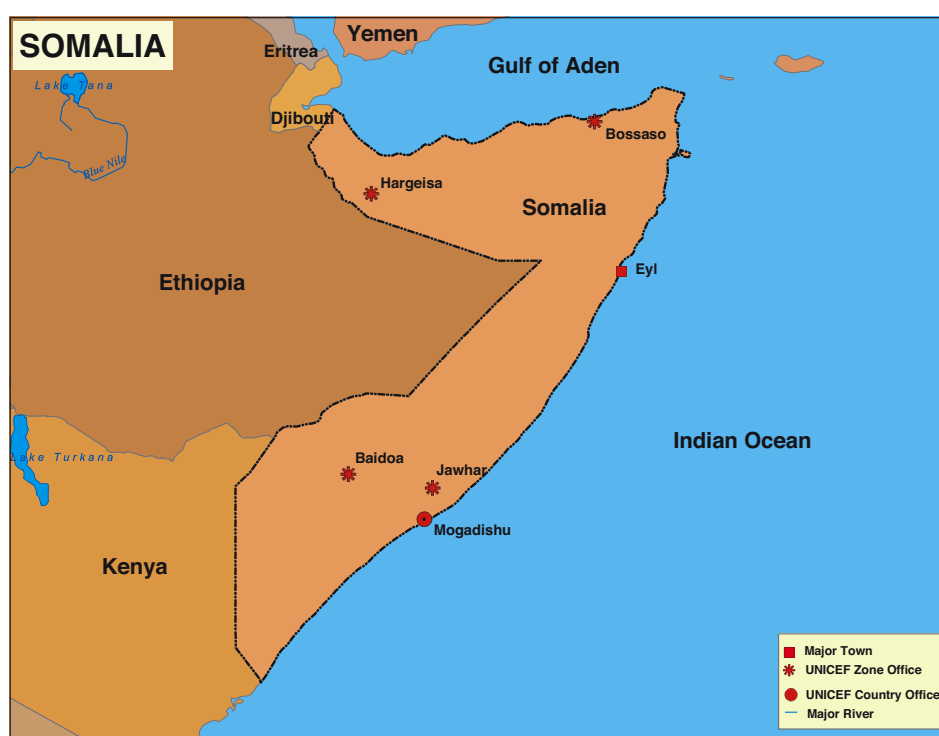 SOMALIA
Yemen
Eritrea
Gulf of Aden
Lake Tana
Djibouti
Bossaso
Blue Nile
Hargeisa
Somalia
Eyl
Ethiopia
Indian Ocean
Lake Turkana
Baidoa
Jawhar
Mogadishu
Kenya
Major Town
UNICEF Zone Office
UNICEF Country Office
Major River